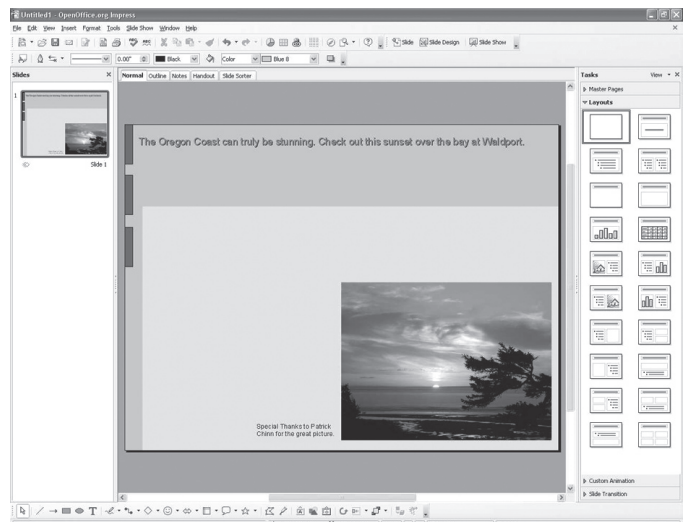 Untitled1 - OpenOffice.org Impress
File Edit View Insert Format Tools Slide Show Window Help
Slide Slide Design Slide Show
0.00" Black Color Blue 8
Slides
Normal Outline Notes Handout Slide Sorter
Tasks View
Master Pages
Layouts
1
Slide 1
The Oregon Coast can truly be stunning. Check out this sunset over the bay at Waldport.
Special Thanks to Patrick
Chinn for the great picture.
Custom Animation
Slide Transition